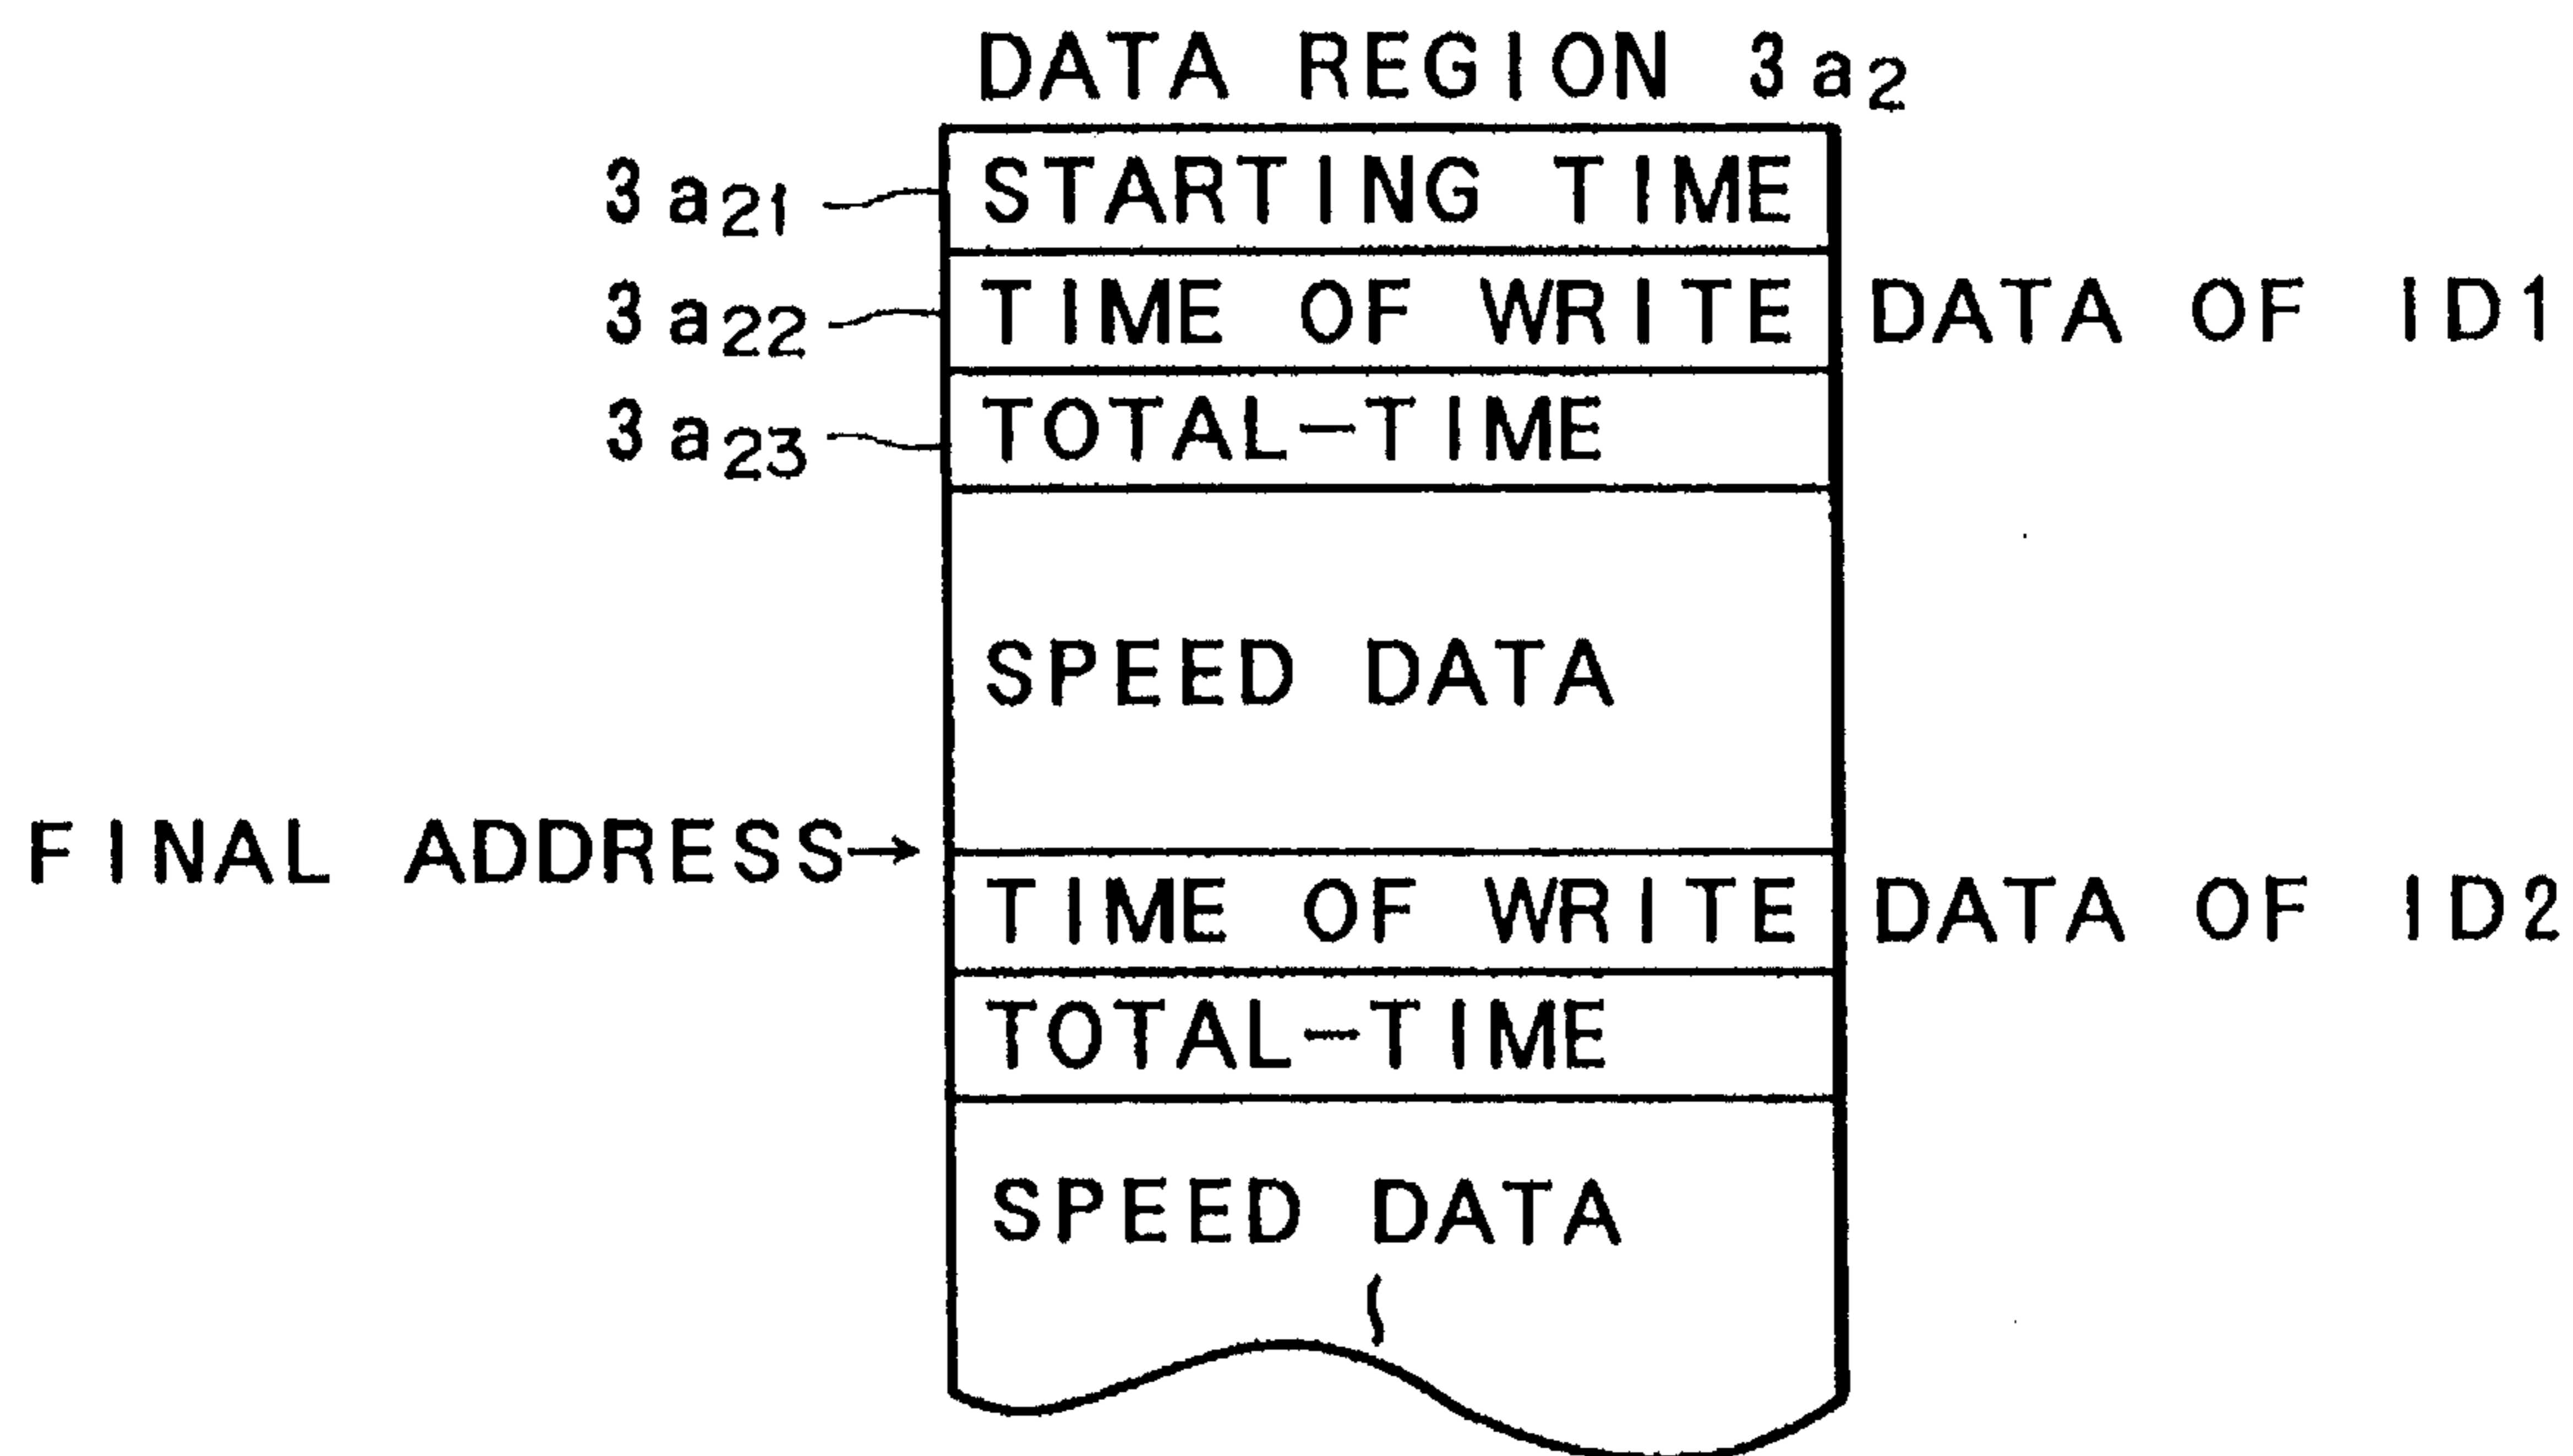 DATA REGION 3a2
3a21 STARTING TIME
3a22 TIME OF WRITE DATA OF ID1
3a23 TOTAL-TIME
SPEED DATA
FINAL ADDRESS→
TIME OF WRITE DATA OF ID2
TOTAL-TIME
SPEED DATA